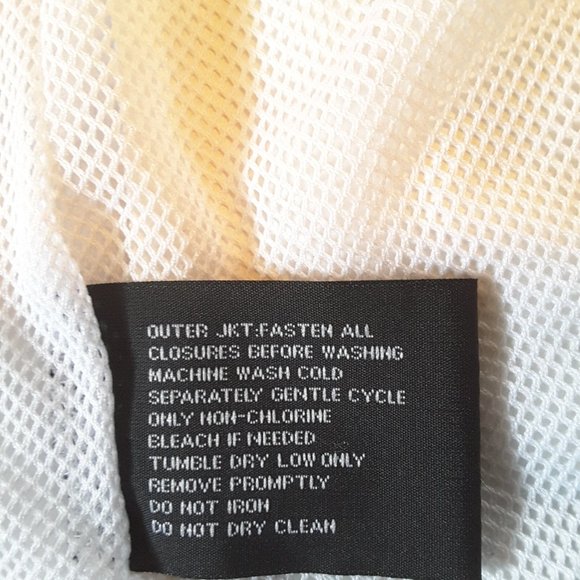 OUTER JKT:FASTEN ALL
CLOSURES BEFORE WASHING
MACHINE WASH COLD
SEPARATELY GENTLE CYCLE
ONLY NON-CHLORINE
BLEACH IF NEEDED
TUMBLE DRY LOW ONLY
REMOVE PROMPTLY
DO NOT IRON
DO NOT DRY CLEAN